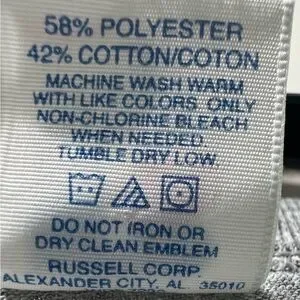 58% POLYESTER
42% COTTON/COTON
MACHINE WASH WARM
WITH LIKE COLORS. ONLY
NON-CHLORINE BLEACH
WHEN NEEDED.
TUMBLE DRY LOW.
DO NOT IRON OR
DRY CLEAN EMBLEM
RUSSELL CORP.
ALEXANDER CITY, AL 35010